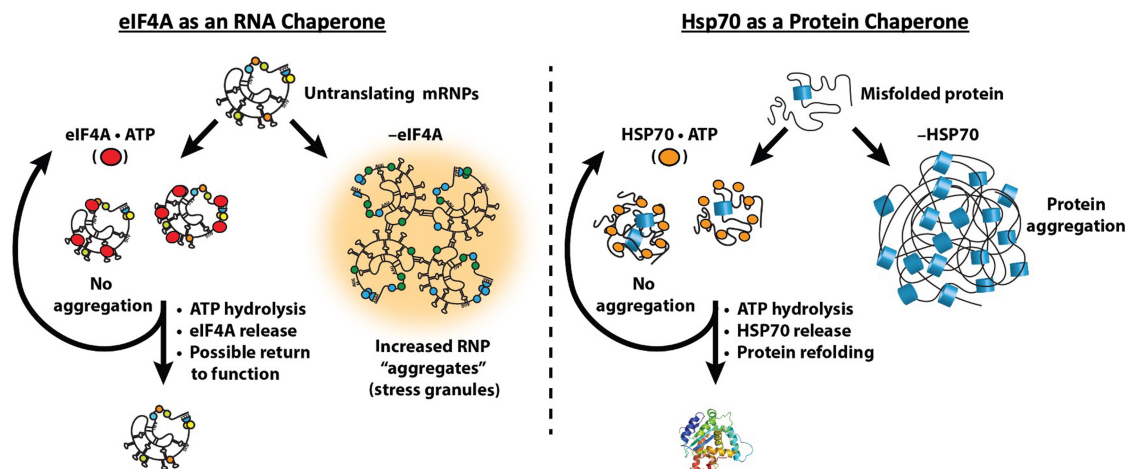 eIF4A as an RNA Chaperone
Untranslating mRNPs
eIF4A • ATP
( )
–eIF4A
No
aggregation
• ATP hydrolysis
• eIF4A release
• Possible return
to function
Increased RNP
“aggregates”
(stress granules)
Hsp70 as a Protein Chaperone
Misfolded protein
HSP70 • ATP
( )
–HSP70
Protein
aggregation
No
aggregation
• ATP hydrolysis
• HSP70 release
• Protein refolding